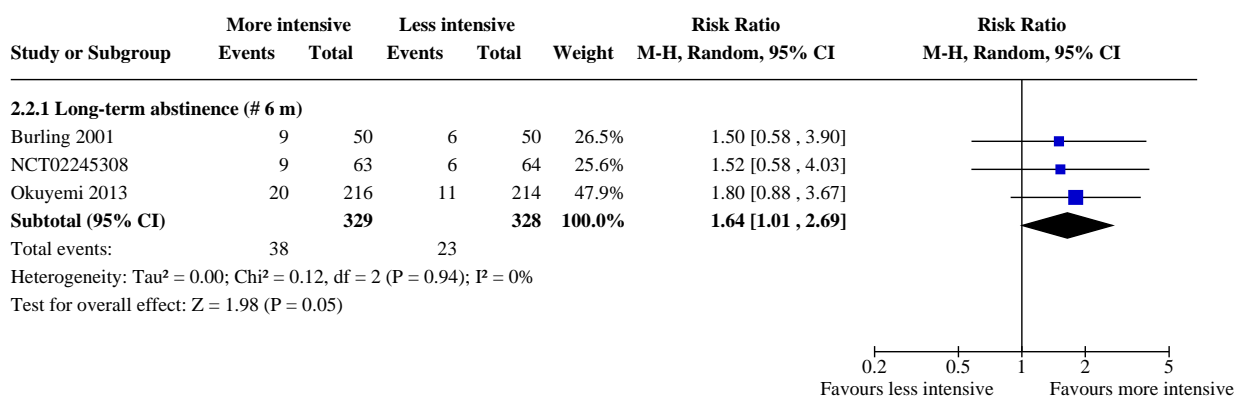 More intensive Less intensive Risk Ratio Risk Ratio
Study or Subgroup Events Total Events Total Weight M-H, Random, 95% CI M-H, Random, 95% CI
2.2.1 Long-term abstinence (# 6 m)
Burling 2001 9 50 6 50 26.5% 1.50 [0.58 , 3.90]
NCT02245308 9 63 6 64 25.6% 1.52 [0.58 , 4.03]
Okuyemi 2013 20 216 11 214 47.9% 1.80 [0.88 , 3.67]
Subtotal (95% CI) 329 328 100.0% 1.64 [1.01 , 2.69]
Total events: 38 23
Heterogeneity: Tau² = 0.00; Chi² = 0.12, df = 2 (P = 0.94); I² = 0%
Test for overall effect: Z = 1.98 (P = 0.05)
0.2 0.5 1 2 5
Favours less intensive Favours more intensive